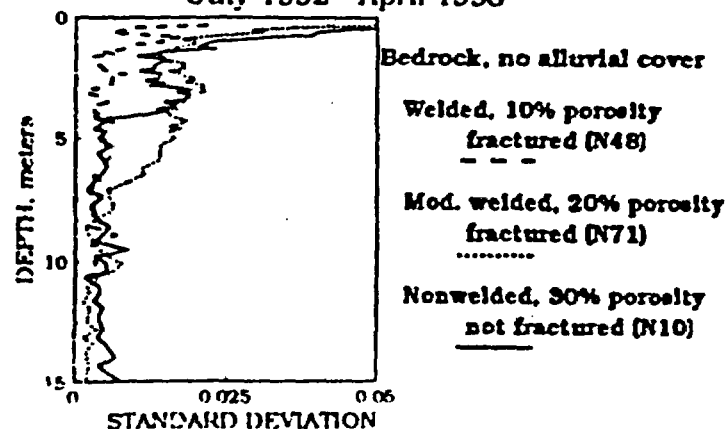 July 1992 - April 1993
0
5
10
15
DEPTH, meters
0
0.025
0.05
STANDARD DEVIATION
Bedrock, no alluvial cover
Welded, 10% porosity
fractured (N48)
Mod. welded, 20% porosity
fractured (N71)
Nonwelded, 30% porosity
not fractured (N10)